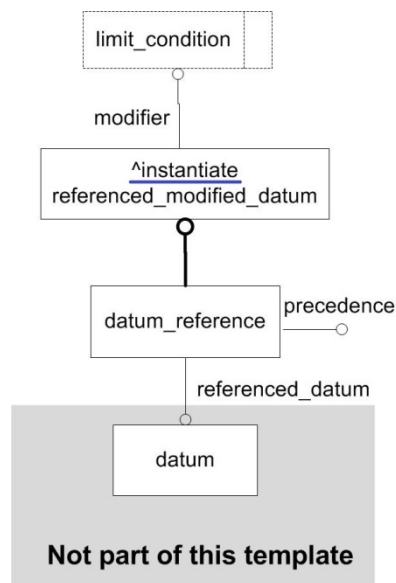 limit_condition
modifier
^instantiate
referenced_modified_datum
precedence
datum_reference
referenced_datum
datum
Not part of this template